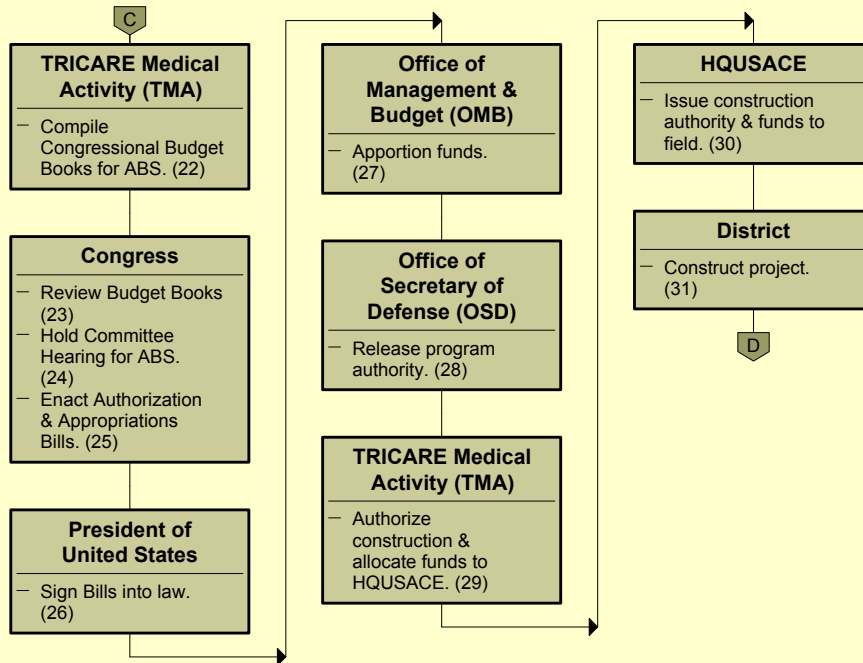 C
TRICARE Medical
Activity (TMA)
— Compile
Congressional Budget
Books for ABS. (22)
Congress
— Review Budget Books
(23)
— Hold Committee
Hearing for ABS.
(24)
— Enact Authorization
& Appropriations
Bills. (25)
President of
United States
— Sign Bills into law.
(26)
Office of
Management &
Budget (OMB)
— Apportion funds.
(27)
Office of
Secretary of
Defense (OSD)
— Release program
authority. (28)
TRICARE Medical
Activity (TMA)
— Authorize
construction &
allocate funds to
HQUSACE. (29)
HQUSACE
— Issue construction
authority & funds to
field. (30)
District
— Construct project.
(31)
D